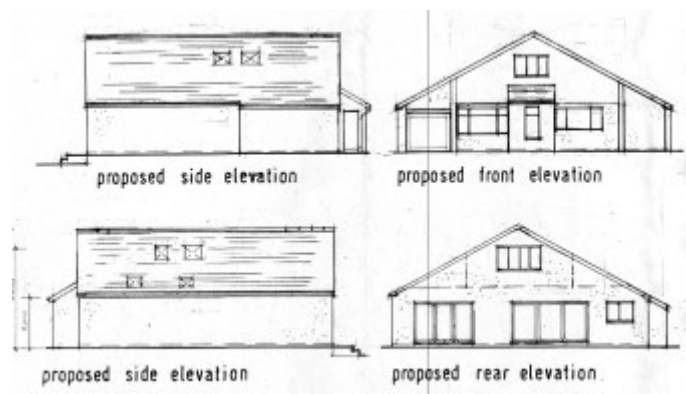 proposed side elevation
proposed front elevation
proposed side elevation
proposed rear elevation.